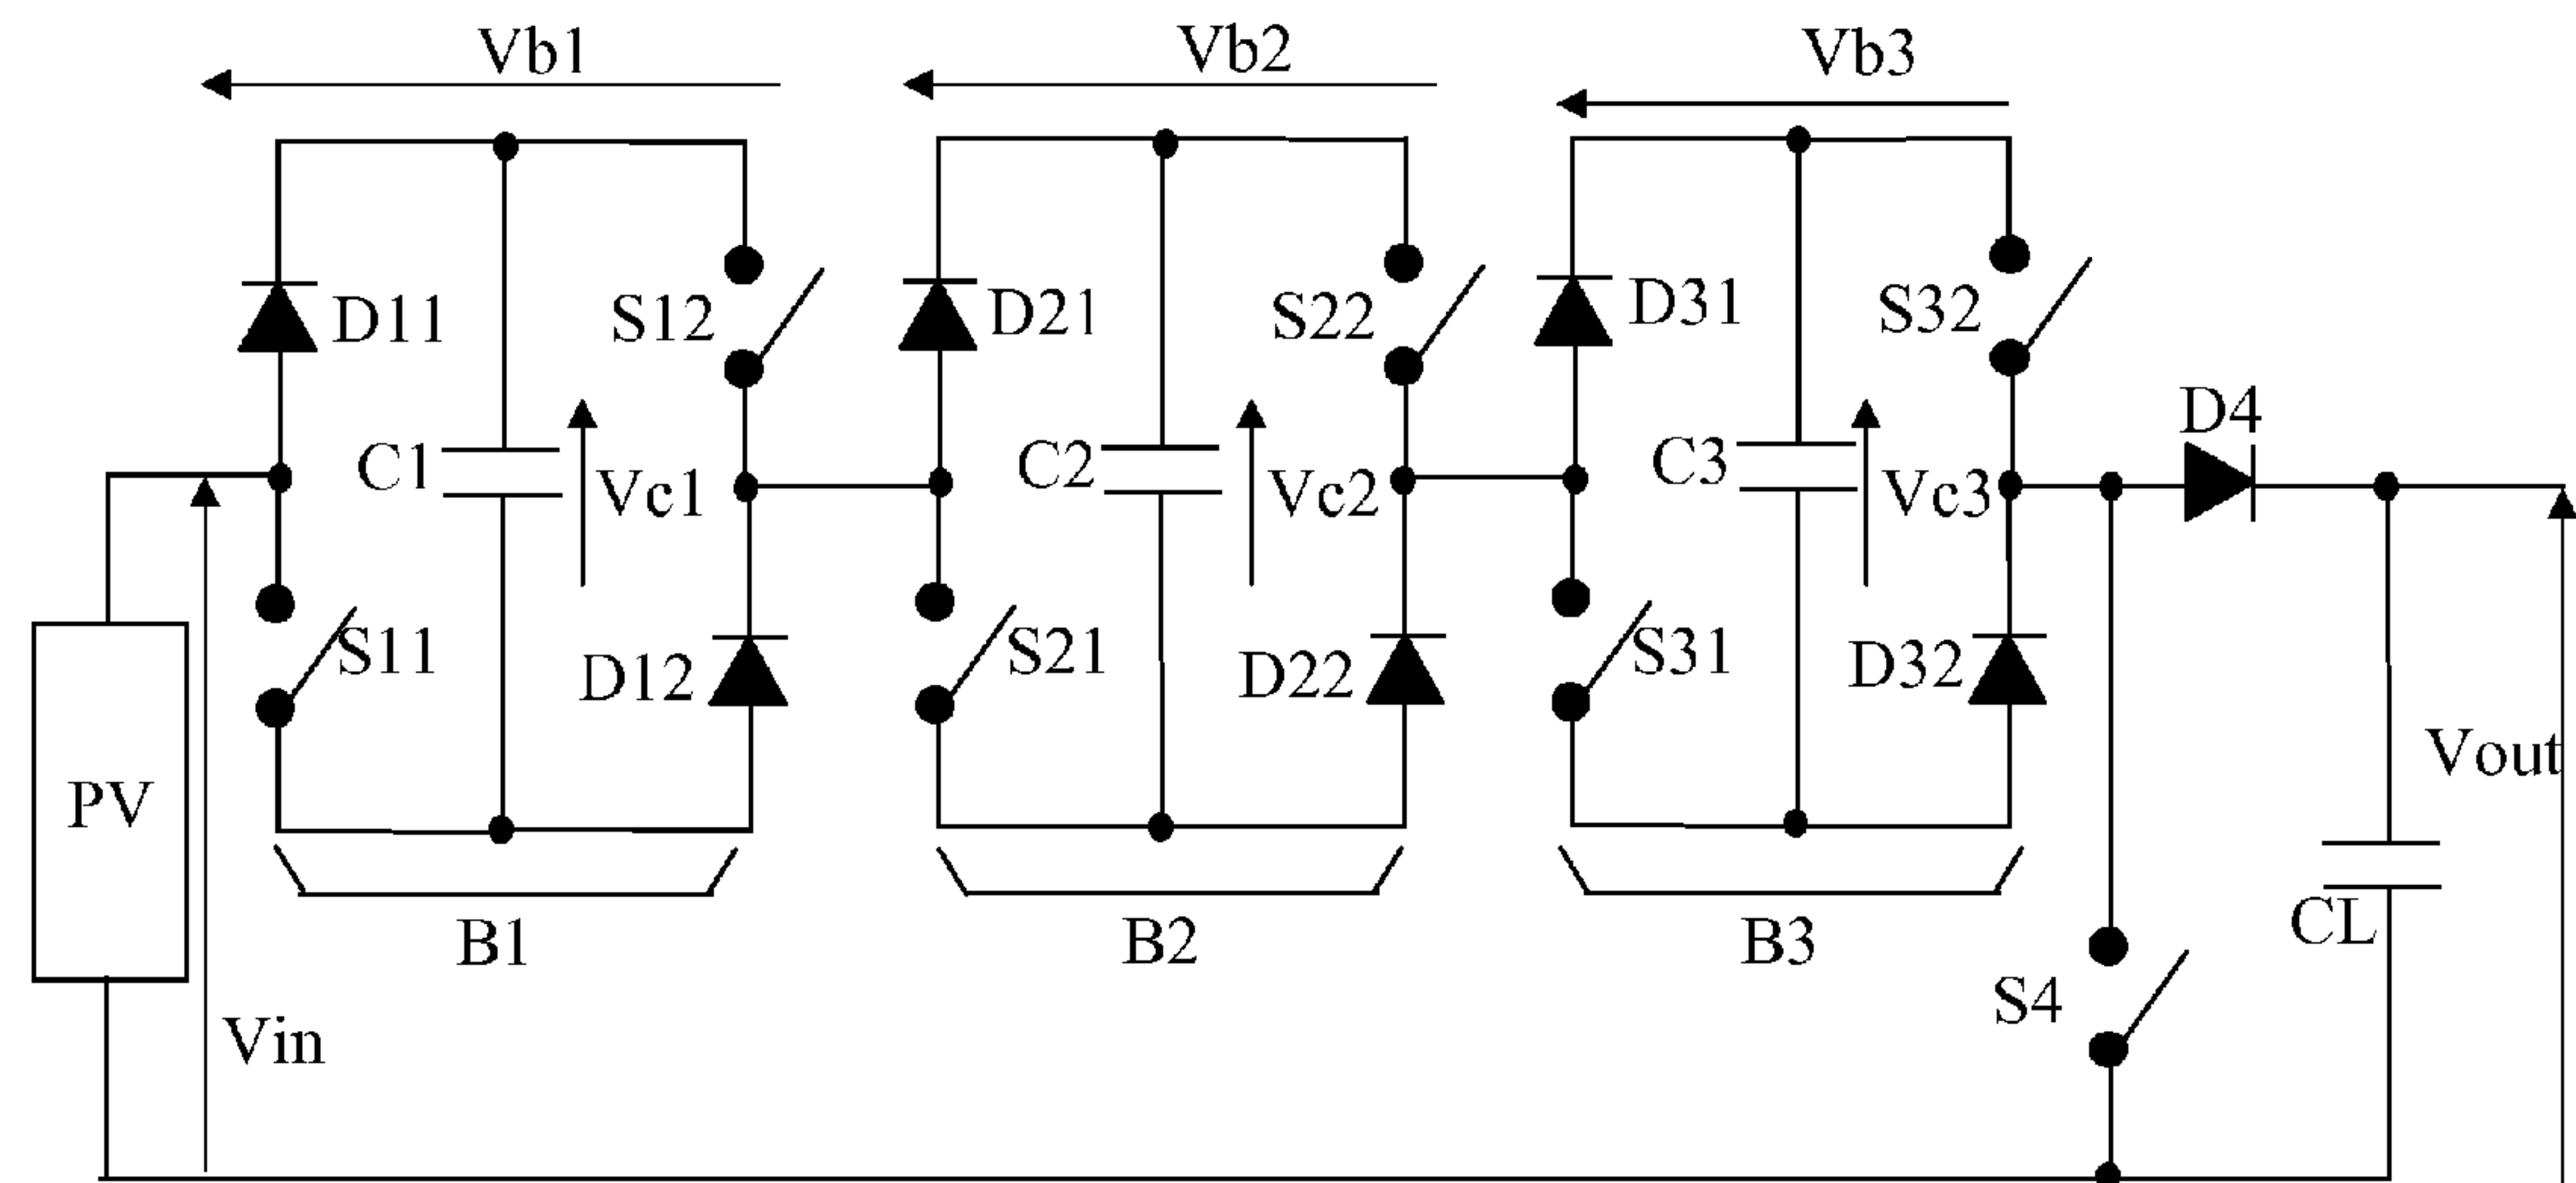 Vb1
Vb2
Vb3
D11
S12
D21
S22
D31
S32
D4
C1
Vc1
C2
Vc2
C3
Vc3
S11
D12
S21
D22
S31
D32
PV
Vout
B1
B2
B3
CL
Vin
S4